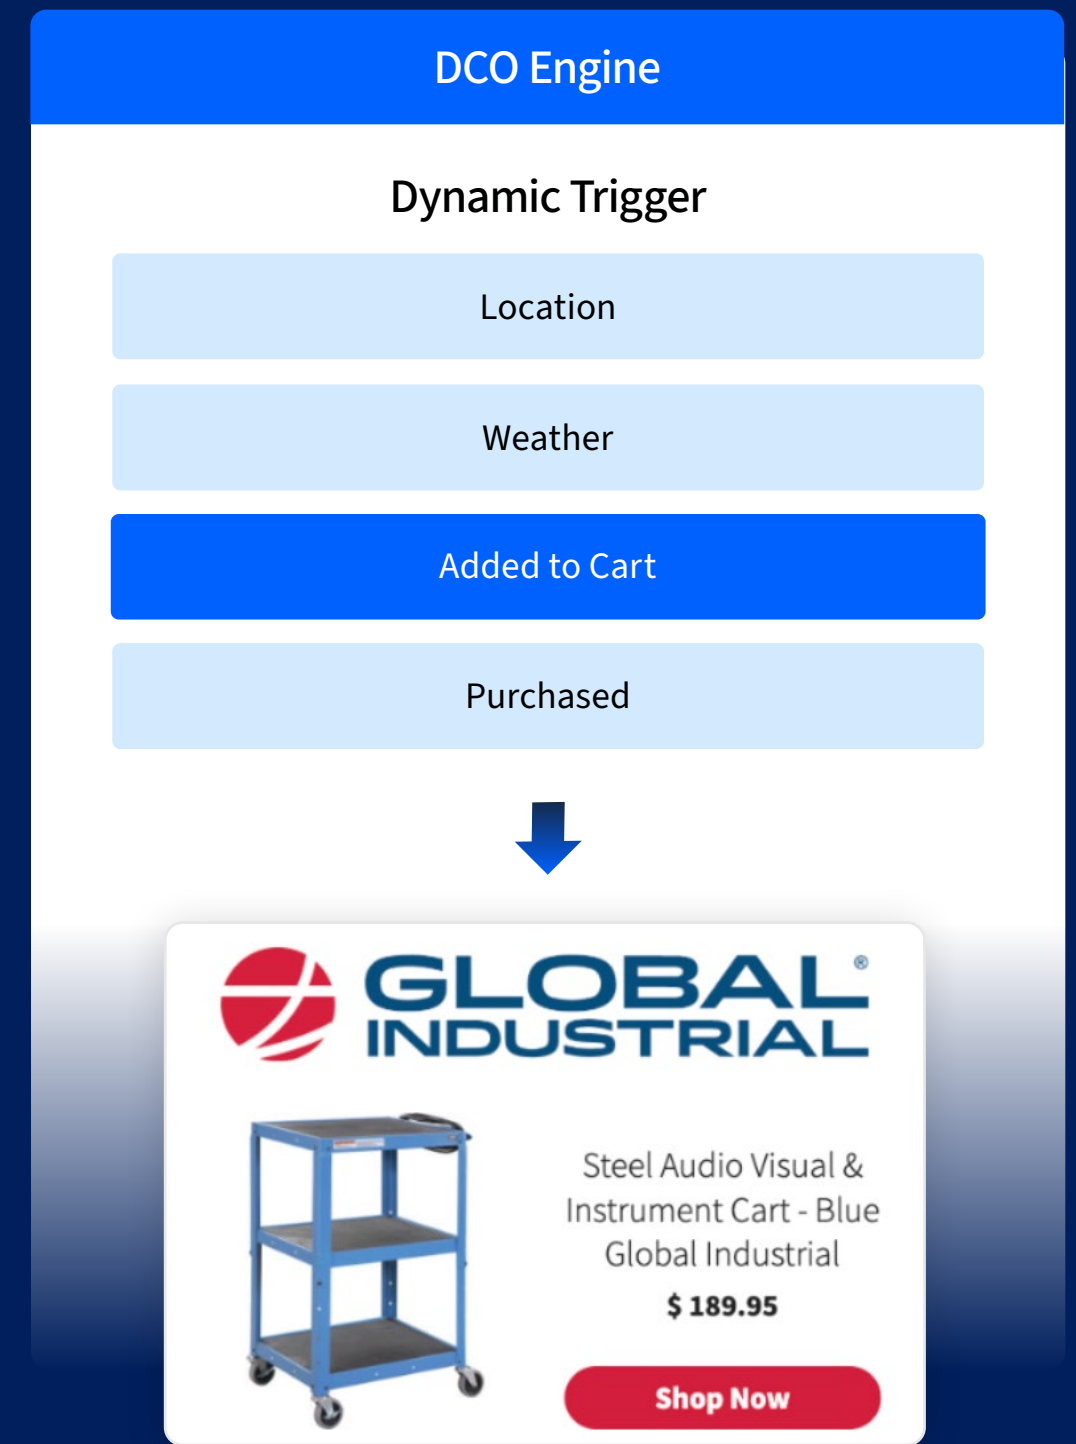 DCO Engine
Dynamic Trigger
Location
Weather
Added to Cart
Purchased
GLOBAL®
INDUSTRIAL
Steel Audio Visual &
Instrument Cart - Blue
Global Industrial
$ 189.95
Shop Now